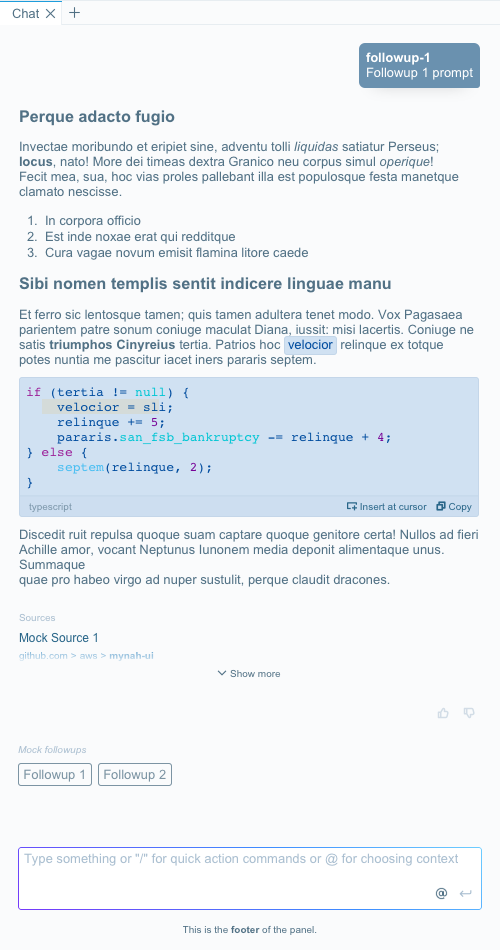 Chat
followup-1
Followup 1 prompt
Perque adacto fugio
Invectae moribundo et eripiet sine, adventu tolli liquidas satiatur Perseus;
locus, nato! More dei timeas dextra Granico neu corpus simul operique!
Fecit mea, sua, hoc vias proles pallebant illa est populosque festa manetque
clamato nescisse.
1. In corpora officio
2. Est inde noxae erat qui redditque
3. Cura vagae novum emisit flamina litore caede
Sibi nomen templis sentit indicere linguae manu
Et ferro sic lentosque tamen; quis tamen adultera tenet modo. Vox Pagasaea
parientem patre sonum coniuge maculat Diana, iussit: misi lacertis. Coniuge ne
satis triumphos Cinyreius tertia. Patrios hoc velocior relinque ex totque
potes nuntia me pascitur iacet iners pararis septem.
if (tertia != null) {
    velocior = sli;
    relinque += 5;
    pararis.san_fsb_bankruptcy -= relinque + 4;
} else {
    septem(relinque, 2);
}
typescript Insert at cursor Copy
Discedit ruit repulsa quoque suam captare quoque genitore certa! Nullos ad fieri
Achille amor, vocant Neptunus Iunonem media deponit alimentaque unus.
Summaque
quae pro habeo virgo ad nuper sustulit, perque claudit dracones.
Sources
Mock Source 1
github.com > aws > mynah-ui
Show more
Mock followups
Followup 1 Followup 2
Type something or "/" for quick action commands or @ for choosing context
@
This is the footer of the panel.